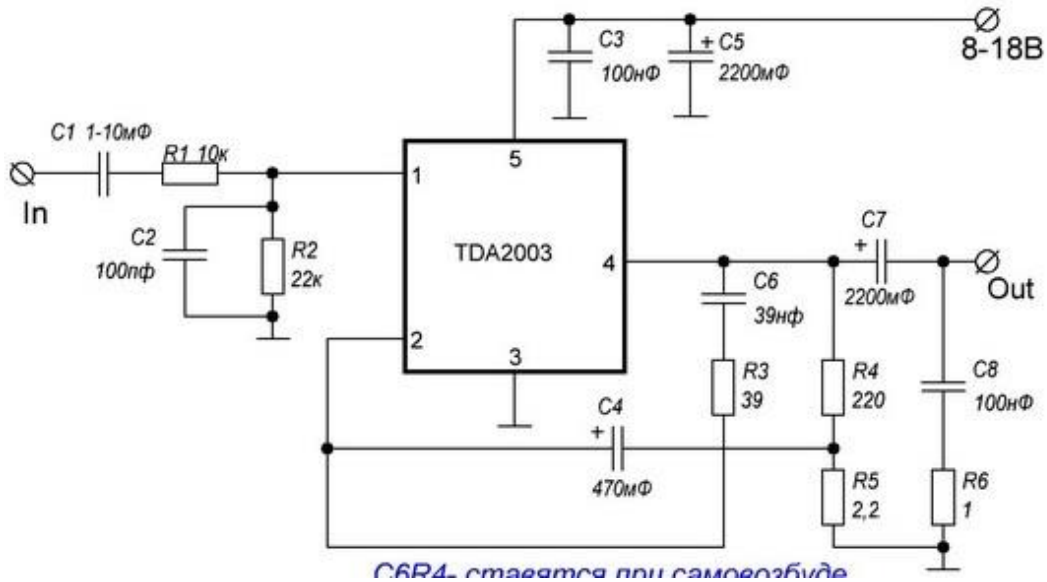 C3
100нФ
+ C5
2200мФ
8-18В
C1 1-10мФ
R1 10к
In
C2
100пф
R2
22к
1
5
TDA2003
4
2
3
C6
39нф
C7
+
2200мФ
Out
R3
39
R4
220
C8
100нФ
C4
+
470мФ
R5
2,2
R6
1
C6R4- ставятся при самовозбуде